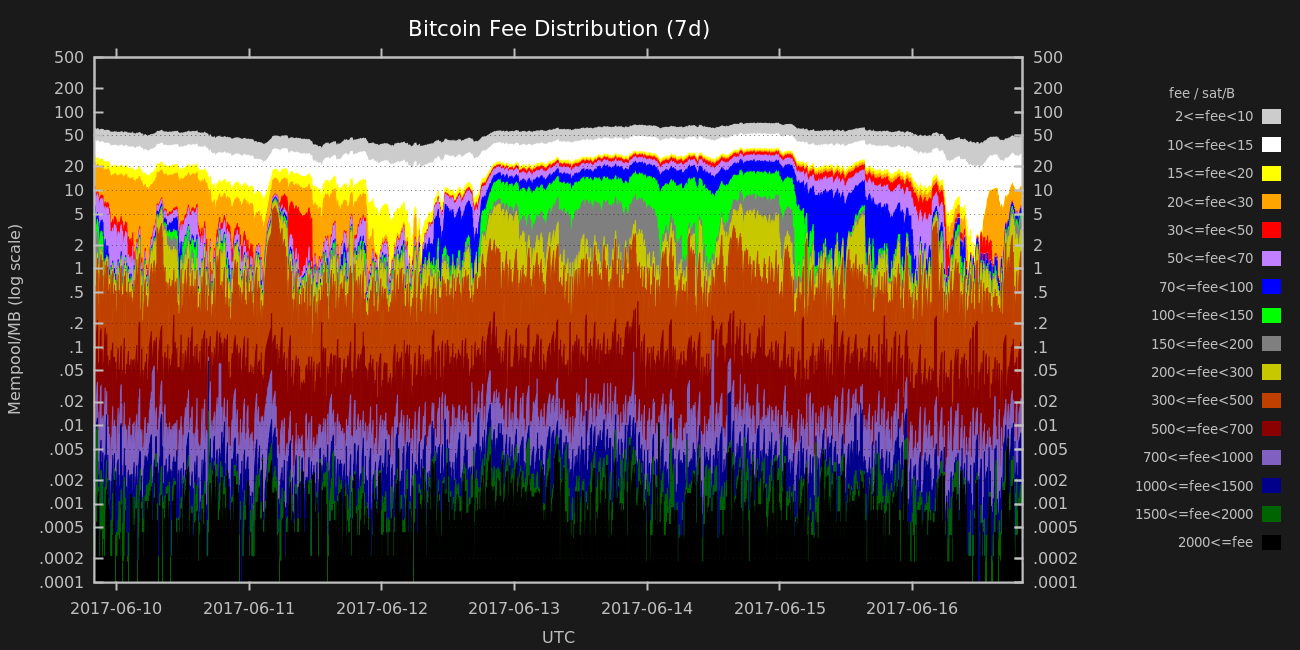 Bitcoin Fee Distribution (7d)
500
200
100
50
20
10
5
2
1
.5
.2
.1
.05
.02
.01
.005
.002
.001
.0005
.0002
.0001
Mempool/MB (log scale)
500
200
100
50
20
10
5
2
1
.5
.2
.1
.05
.02
.01
.005
.002
.001
.0005
.0002
.0001
2017-06-10 2017-06-11 2017-06-12 2017-06-13 2017-06-14 2017-06-15 2017-06-16
UTC
fee / sat/B
2<=fee<10
10<=fee<15
15<=fee<20
20<=fee<30
30<=fee<50
50<=fee<70
70<=fee<100
100<=fee<150
150<=fee<200
200<=fee<300
300<=fee<500
500<=fee<700
700<=fee<1000
1000<=fee<1500
1500<=fee<2000
2000<=fee